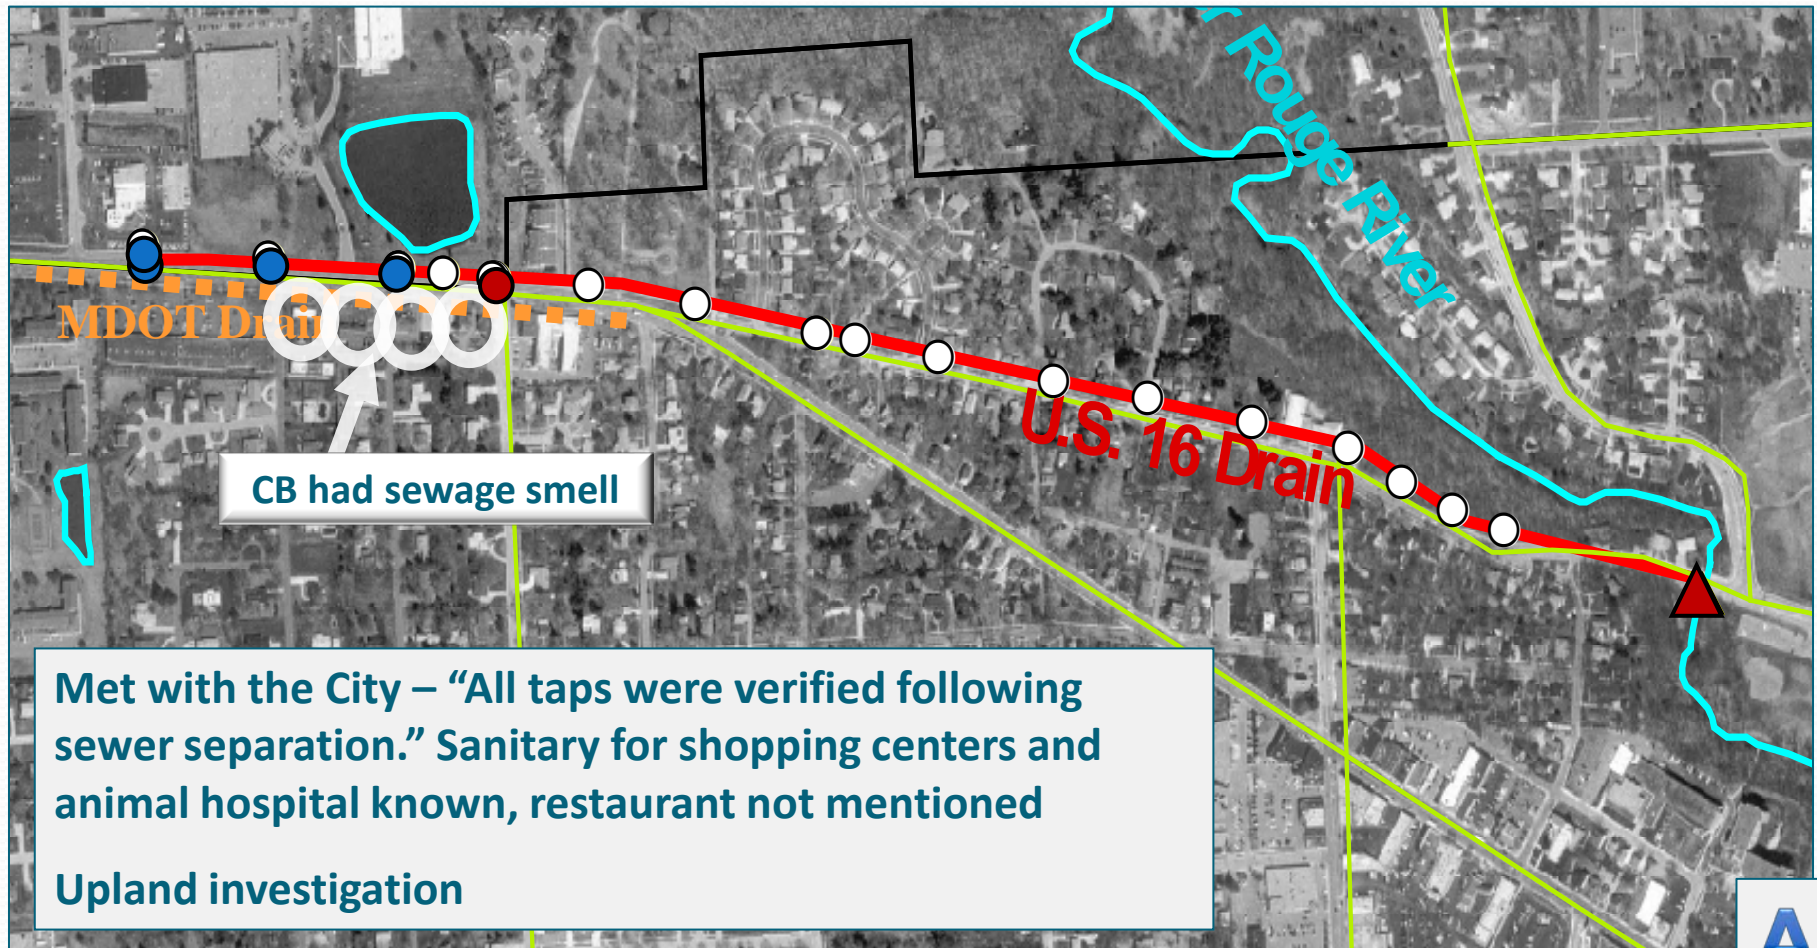 Rouge River
MDOT Drain
U.S. 16 Drain
CB had sewage smell
Met with the City – “All taps were verified following
sewer separation.” Sanitary for shopping centers and
animal hospital known, restaurant not mentioned
Upland investigation